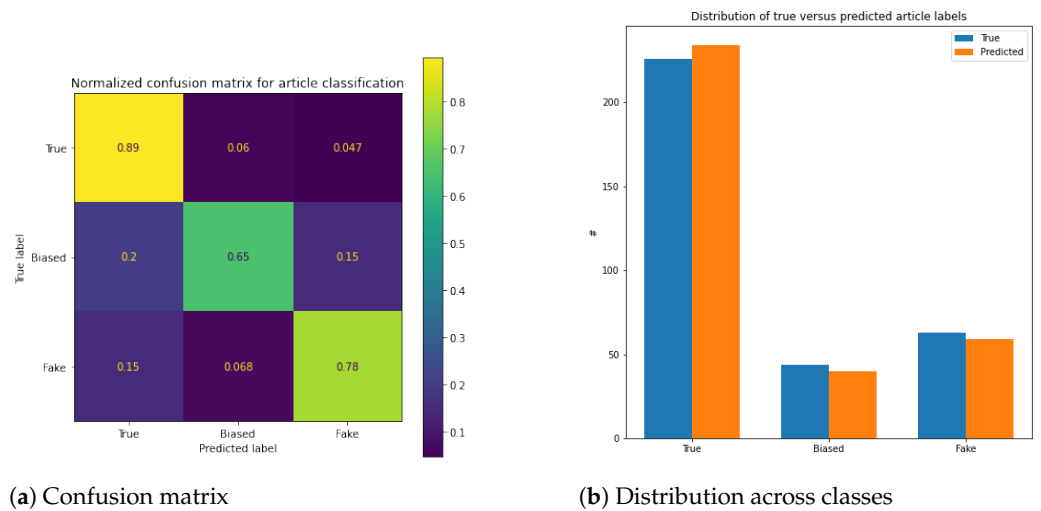 Normalized confusion matrix for article classification
True
0.89
0.06
0.047
Biased
0.2
0.65
0.15
Fake
0.15
0.068
0.78
True
Biased
Fake
True label
Predicted label
0.8
0.7
0.6
0.5
0.4
0.3
0.2
0.1
(a) Confusion matrix
Distribution of true versus predicted article labels
True
Predicted
200
150
100
50
0
#
True
Biased
Fake
(b) Distribution across classes